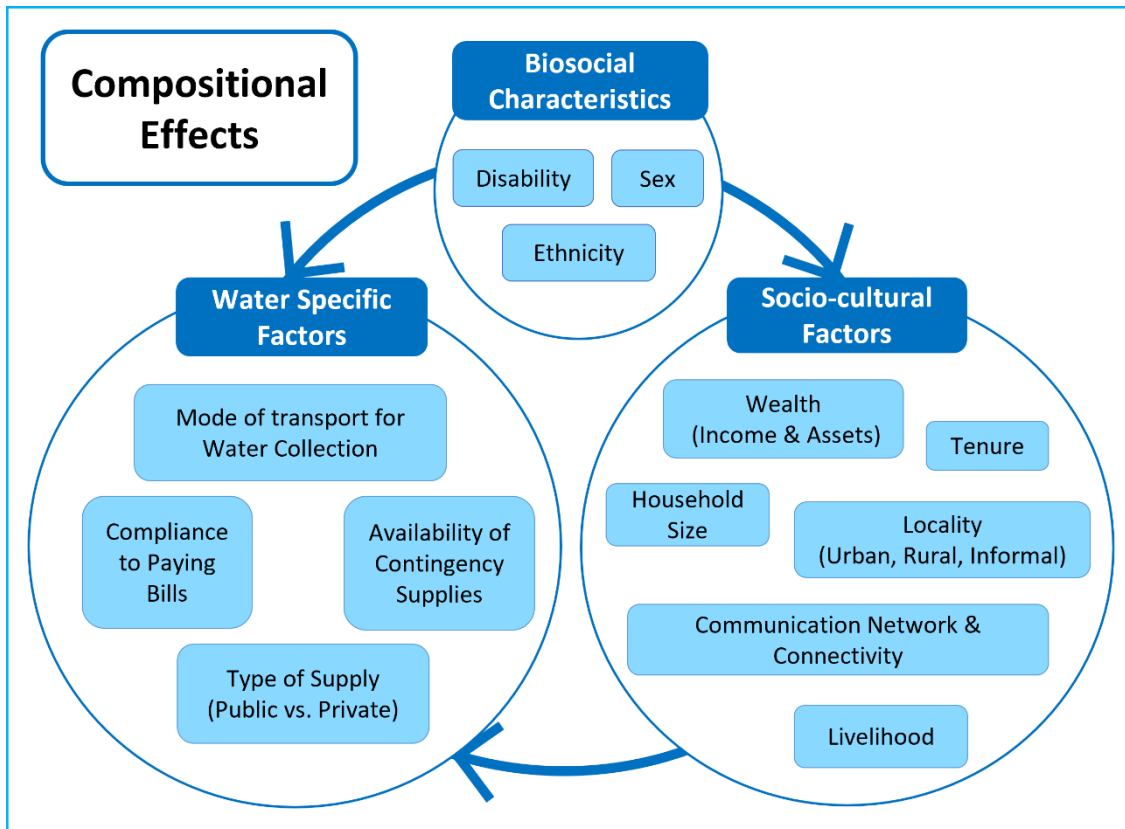 Compositional
Effects
Biosocial
Characteristics
Disability
Sex
Ethnicity
Water Specific
Factors
Mode of transport for
Water Collection
Compliance
to Paying
Bills
Availability of
Contingency
Supplies
Type of Supply
(Public vs. Private)
Socio-cultural
Factors
Wealth
(Income & Assets)
Tenure
Household
Size
Locality
(Urban, Rural, Informal)
Communication Network &
Connectivity
Livelihood